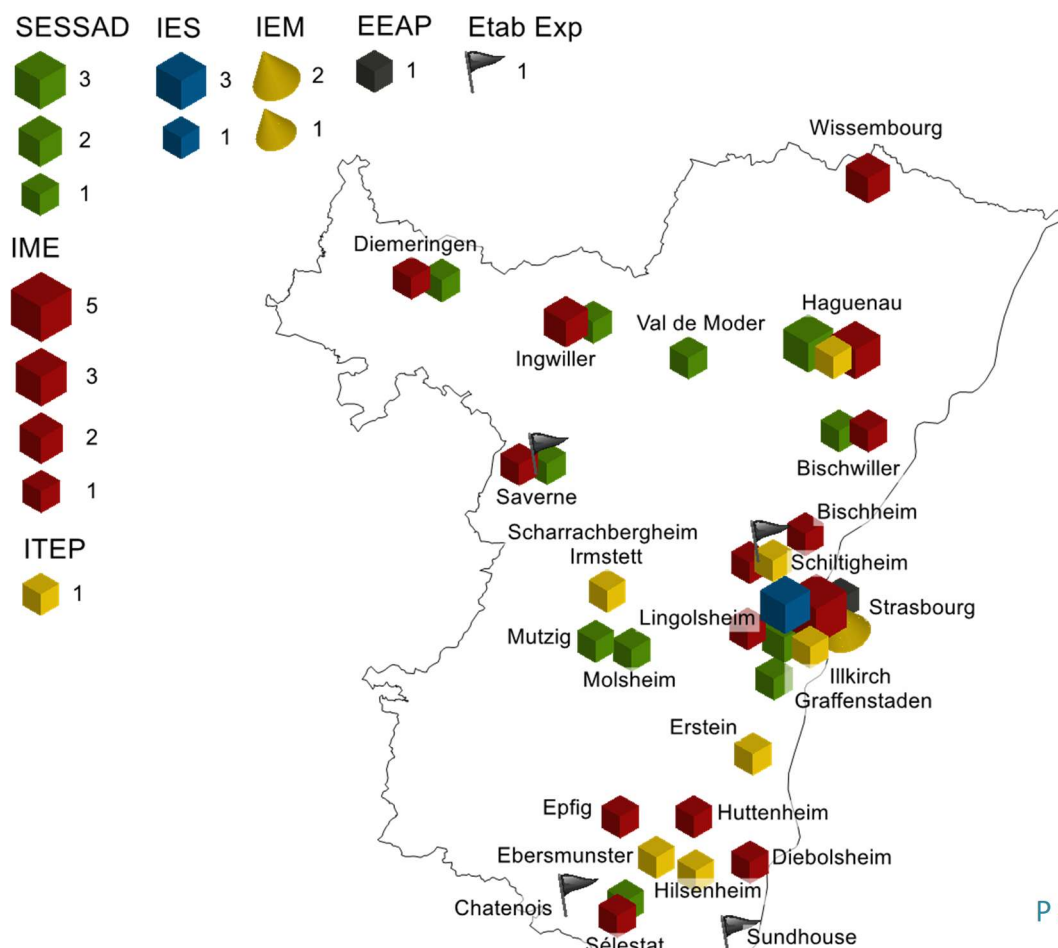 SESSAD IES IEM EEAP Etab Exp
3 3 2 1 1
2 1 1
1
IME
5
3
2
1
ITEP
1
Wissembourg
Diemeringen
Haguenau
Val de Moder
Ingwiller
Bischwiller
Saverne
Bischheim
Scharrachbergheim
Irmstett
Schiltigheim
Strasbourg
Lingolsheim
Mutzig
Molsheim
Illkirch
Graffenstaden
Erstein
Epfig
Huttenheim
Ebersmunster
Diebolsheim
Hilsenheim
Chatenois
P
Sundhouse
Sélestat